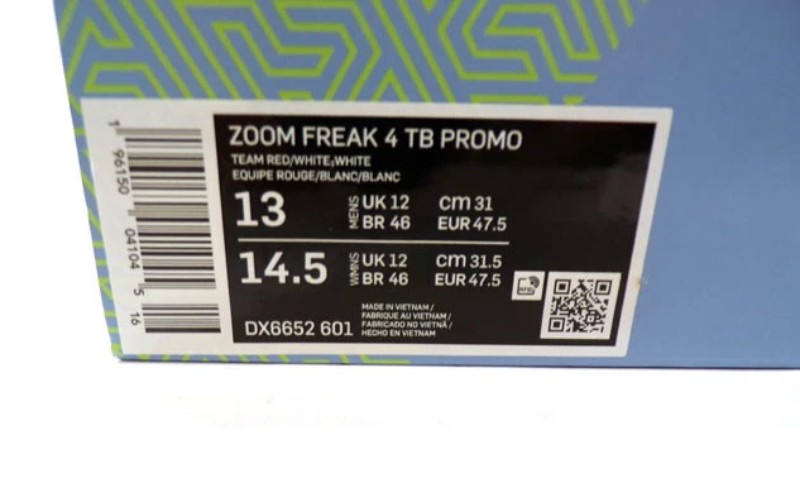 ZOOM FREAK 4 TB PROMO
TEAM RED/WHITE/WHITE
EQUIPE ROUGE/BLANC/BLANC
13 MENS UK 12 cm 31
BR 46 EUR 47.5
14.5 WMNS UK 12 cm 31.5
BR 46 EUR 47.5
MADE IN VIETNAM /
FABRIQUE AU VIETNAM /
FABRICADO NO VIETNÃ /
HECHO EN VIETNAM
DX6652 601
RFID
1 96150 04104 5 16